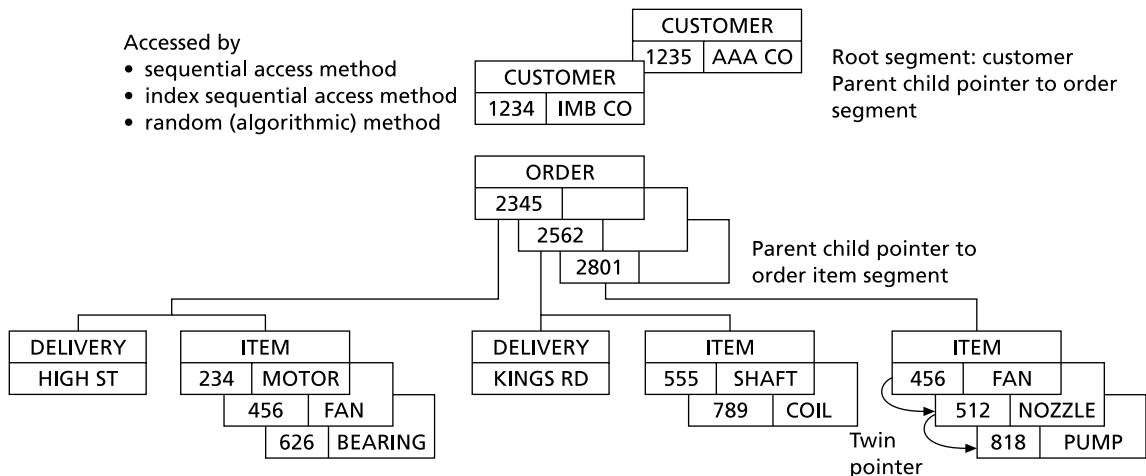 Accessed by
• sequential access method
• index sequential access method
• random (algorithmic) method
CUSTOMER
1235 AAA CO
CUSTOMER
1234 IMB CO
Root segment: customer
Parent child pointer to order
segment
ORDER
2345
2562
2801
Parent child pointer to
order item segment
DELIVERY
HIGH ST
ITEM
234 MOTOR
456 FAN
626 BEARING
DELIVERY
KINGS RD
ITEM
555 SHAFT
789 COIL
ITEM
456 FAN
512 NOZZLE
818 PUMP
Twin
pointer